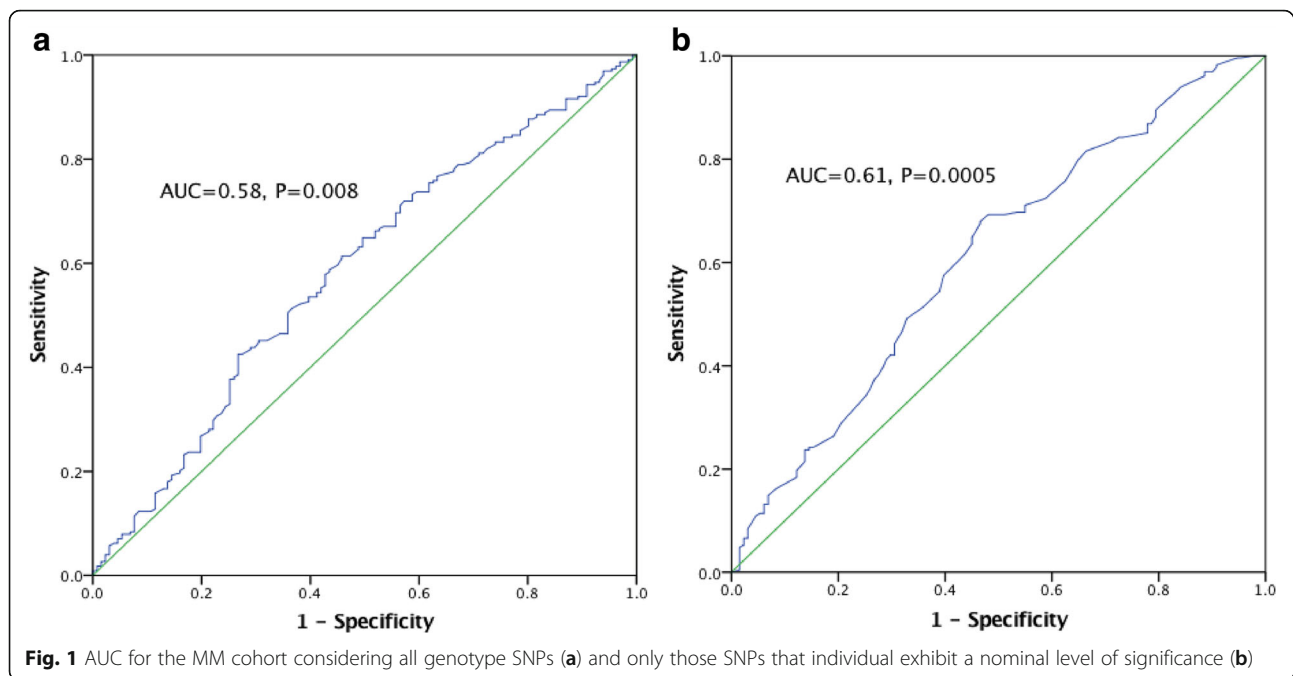 a
1.0
0.8
0.6
0.4
0.2
0.0
Sensitivity
AUC=0.58, P=0.008
0.0 0.2 0.4 0.6 0.8 1.0
1 – Specificity
b
1.0
0.8
0.6
0.4
0.2
0.0
Sensitivity
AUC=0.61, P=0.0005
0.0 0.2 0.4 0.6 0.8 1.0
1 – Specificity
Fig. 1 AUC for the MM cohort considering all genotype SNPs (a) and only those SNPs that individual exhibit a nominal level of significance (b)